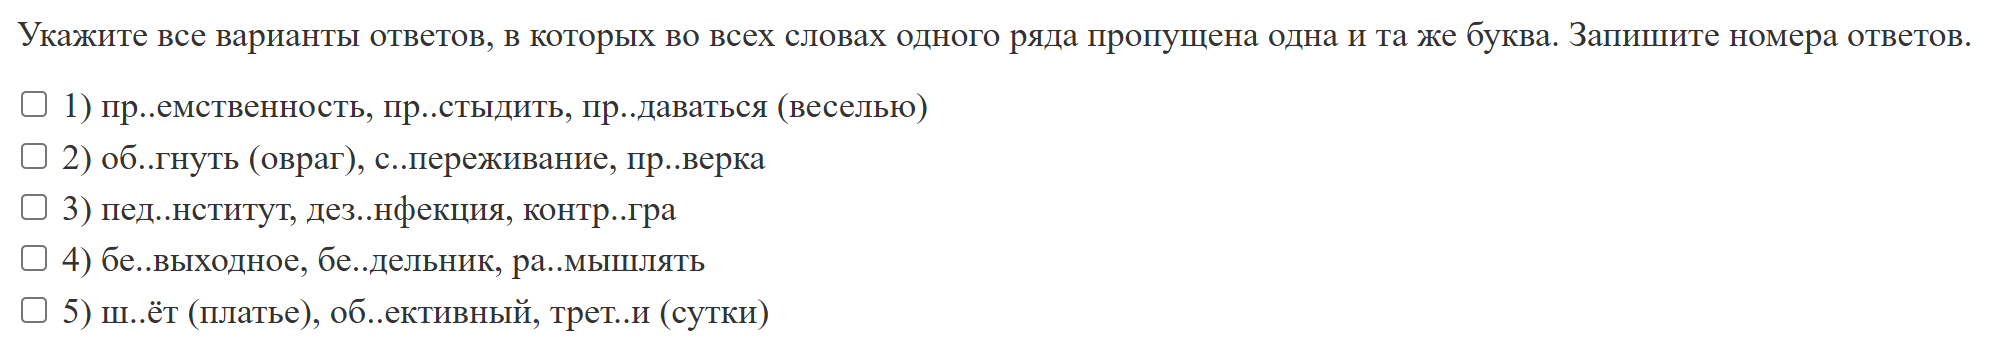 Укажите все варианты ответов, в которых во всех словах одного ряда пропущена одна и та же буква. Запишите номера ответов.
1) пр..емственность, пр..стыдить, пр..даваться (веселью)
2) об..гнуть (овраг), с..переживание, пр..верка
3) пед..нститут, дез..нфекция, контр..гра
4) бе..выходное, бе..дельник, ра..мышлять
5) ш..ёт (платье), об..ективный, трет..и (сутки)